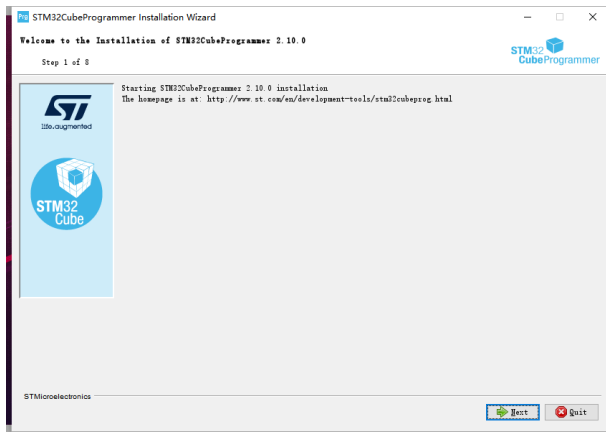 Prg STM32CubeProgrammer Installation Wizard
Welcome to the Installation of STM32CubeProgrammer 2.10.0
Step 1 of 8
STM32
CubeProgrammer
Starting STM32CubeProgrammer 2.10.0 installation
The homepage is at: http://www.st.com/en/development-tools/stm32cubeprog.html
ST
life.augmented
STM32
Cube
STMicroelectronics
Next
Quit